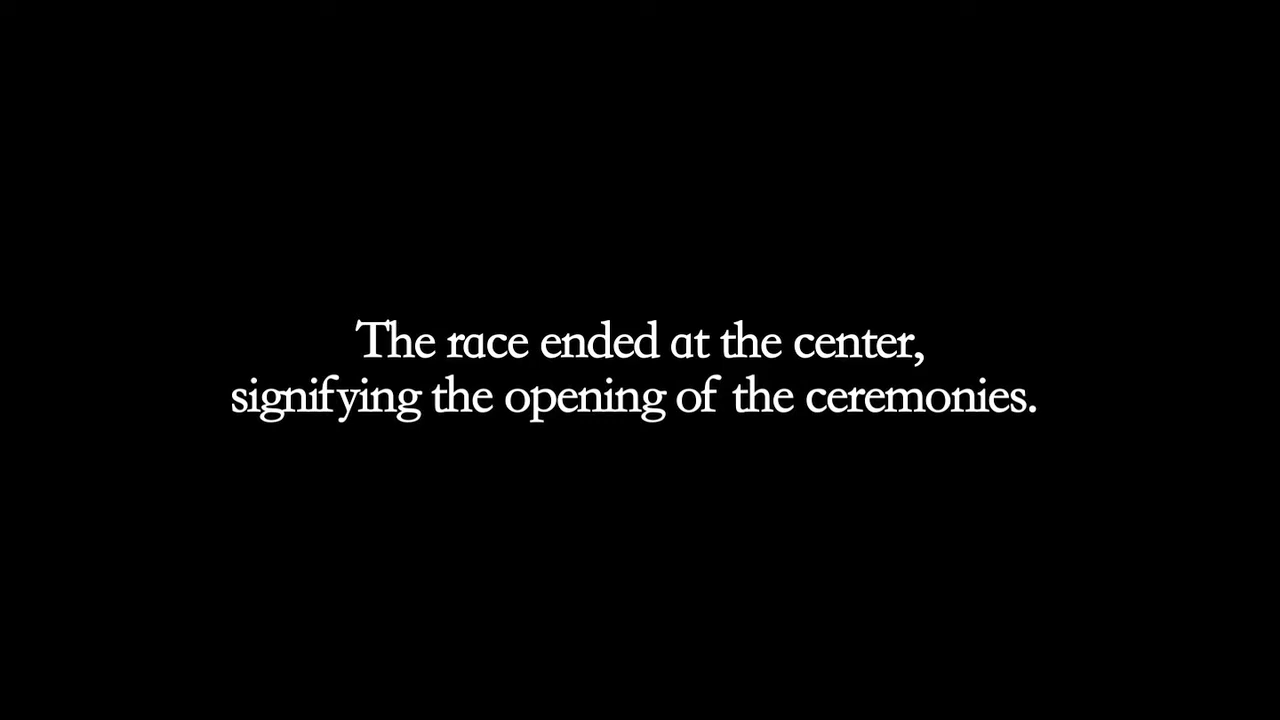 The race ended at the center,
signifying the opening of the ceremonies.